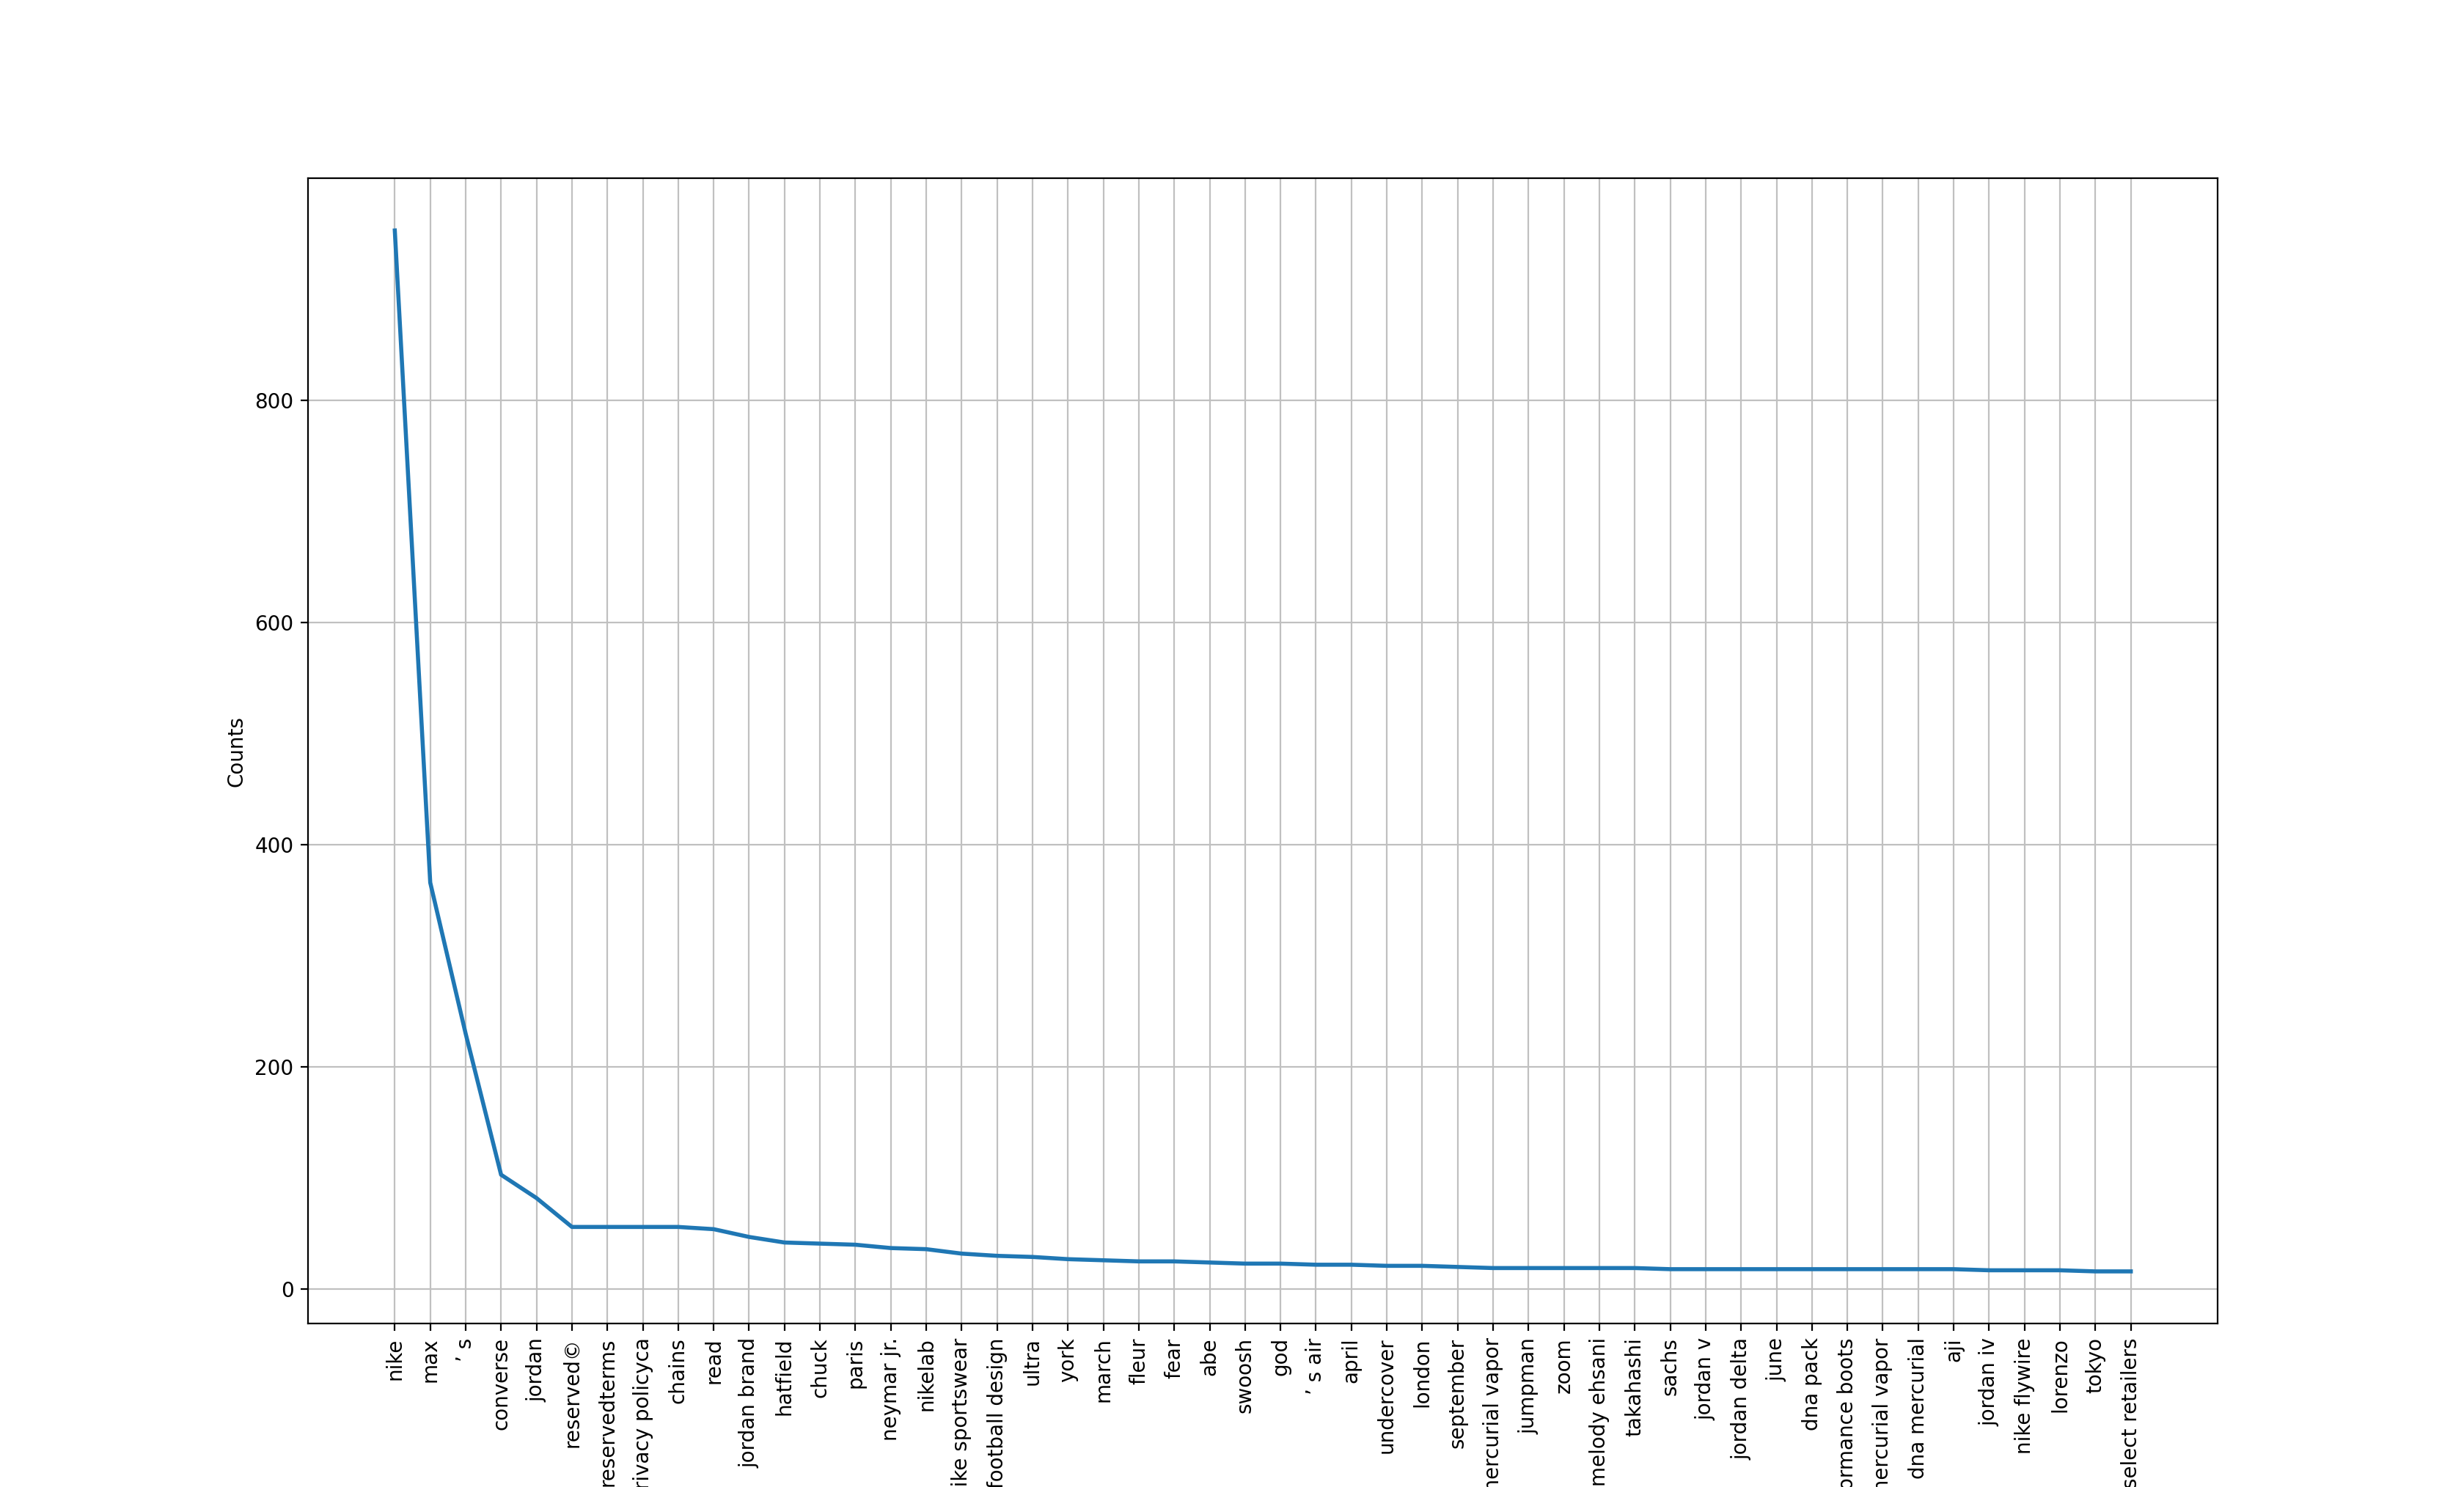 800
600
400
200
0
Counts
nike
max
’ s
converse
jordan
reserved©
reservedterms
rivacy policyca
chains
read
jordan brand
hatfield
chuck
paris
neymar jr.
nikelab
ike sportswear
football design
ultra
york
march
fleur
fear
abe
swoosh
god
’ s air
april
undercover
london
september
ercurial vapor
jumpman
zoom
melody ehsani
takahashi
sachs
jordan v
jordan delta
june
dna pack
ormance boots
ercurial vapor
dna mercurial
aji
jordan iv
nike flywire
lorenzo
tokyo
select retailers